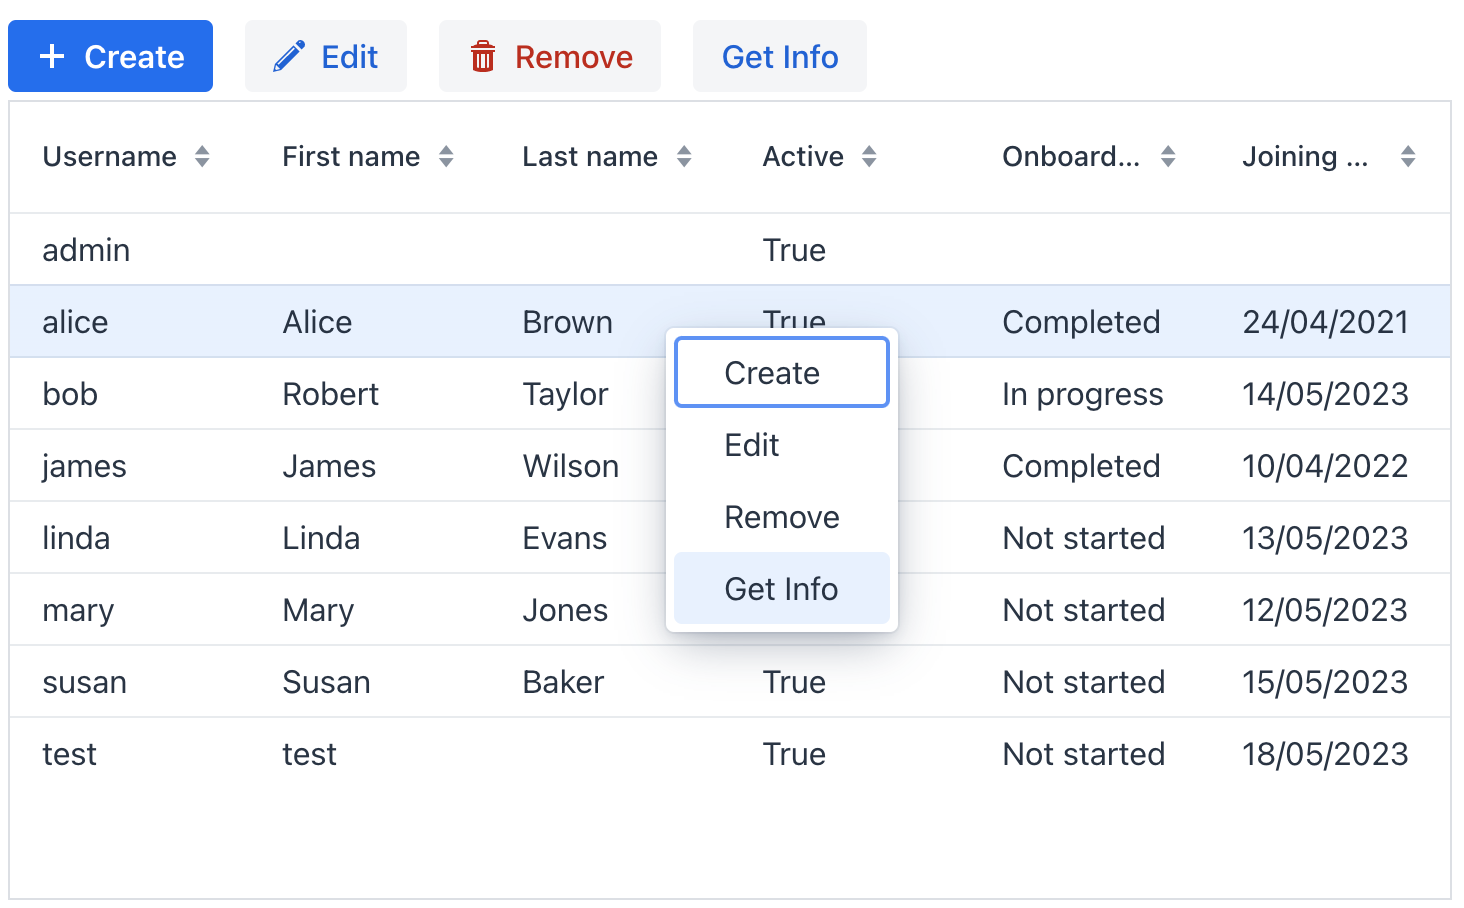 Create Edit Remove Get Info
Username First name Last name Active Onboard... Joining ...
admin True
alice Alice Brown True Completed 24/04/2021
Create
bob Robert Taylor In progress 14/05/2023
Edit
james James Wilson Completed 10/04/2022
Remove
linda Linda Evans Not started 13/05/2023
Get Info
mary Mary Jones Not started 12/05/2023
susan Susan Baker True Not started 15/05/2023
test test True Not started 18/05/2023